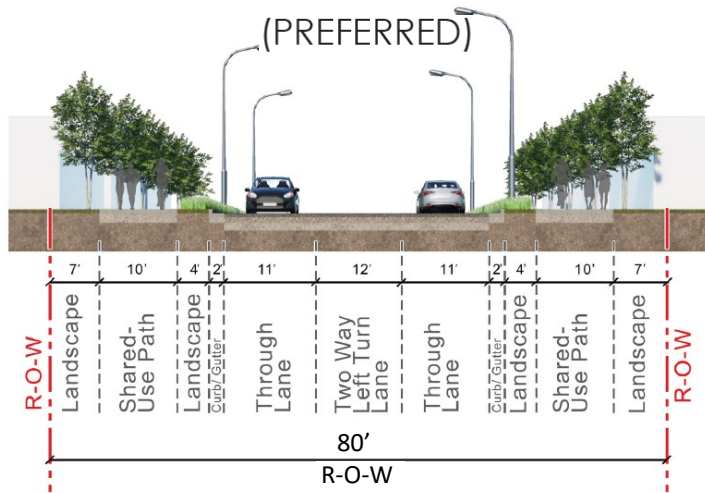 (PREFERRED)
7' 10' 4' 2' 11' 12' 11' 2' 4' 10' 7'
R-O-W
Landscape
Shared-
Use Path
Landscape
Curb/ Gutter
Through
Lane
Two Way
Left Turn
Lane
Through
Lane
Curb/ Gutter
Landscape
Shared-
Use Path
Landscape
R-O-W
80’
R-O-W